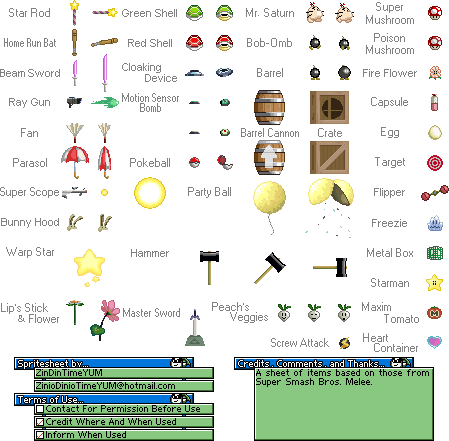 Star Rod
Green Shell
Mr. Saturn
Super
Mushroom
Home Run Bat
Red Shell
Bob-Omb
Poison
Mushroom
Beam Sword
Cloaking
Device
Barrel
Fire Flower
Ray Gun
Motion Sensor
Bomb
Capsule
Fan
Barrel Cannon
Crate
Egg
Parasol
Pokeball
Target
Super Scope
Party Ball
Flipper
Bunny Hood
Freezie
Warp Star
Hammer
Metal Box
Starman
Lip's Stick
& Flower
Master Sword
Peach's
Veggies
Maxim
Tomato
Screw Attack
Heart
Container
Spritesheet by...
ZinDinTimeYUM
ZinioDinioTimeYUM@hotmail.com
Terms of Use...
Contact For Permission Before Use
Credit Where And When Used
Inform When Used
Credits, Comments, and Thanks...
A sheet of items based on those from
Super Smash Bros. Melee.